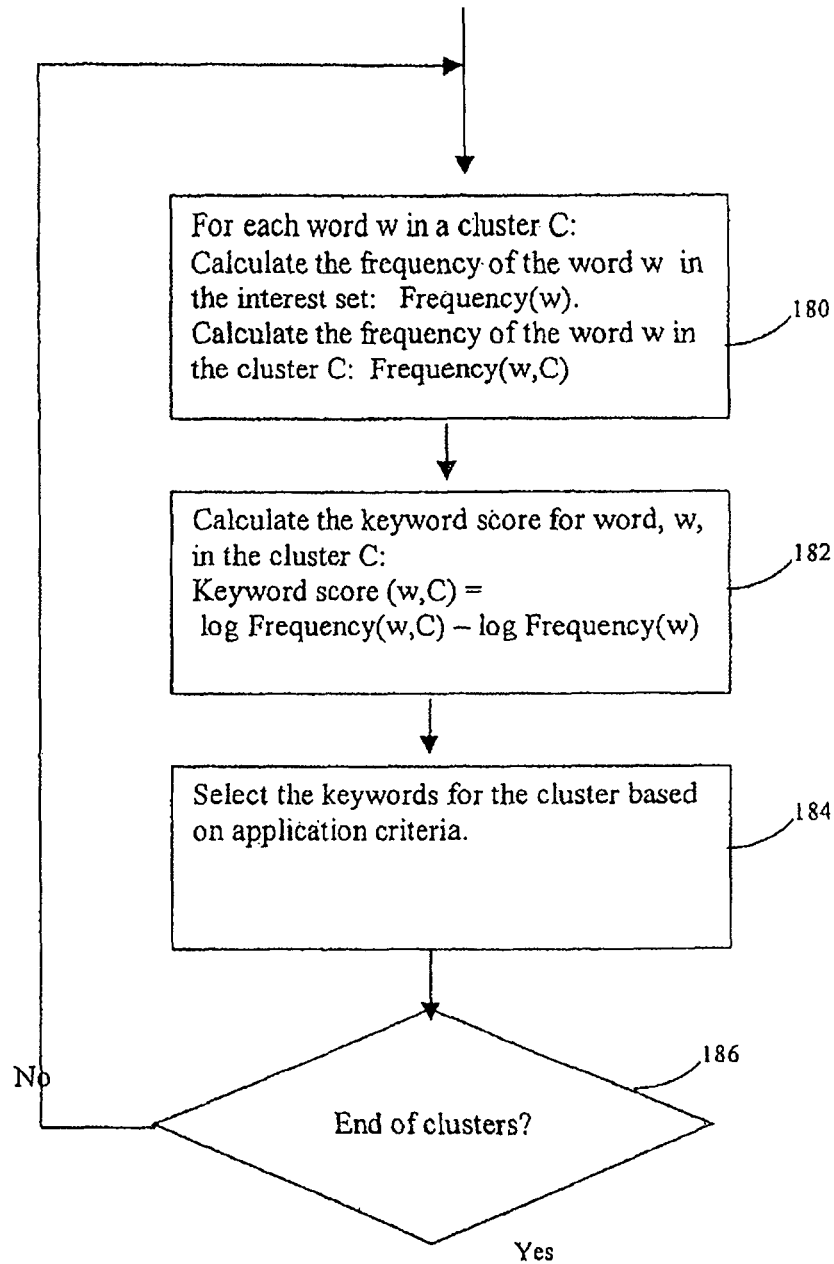 For each word w in a cluster C:
Calculate the frequency of the word w in
the interest set: Frequency(w).
Calculate the frequency of the word w in
the cluster C: Frequency(w,C)
180
Calculate the keyword score for word, w,
in the cluster C:
Keyword score (w,C) =
log Frequency(w,C) – log Frequency(w)
182
Select the keywords for the cluster based
on application criteria.
184
186
No
End of clusters?
Yes